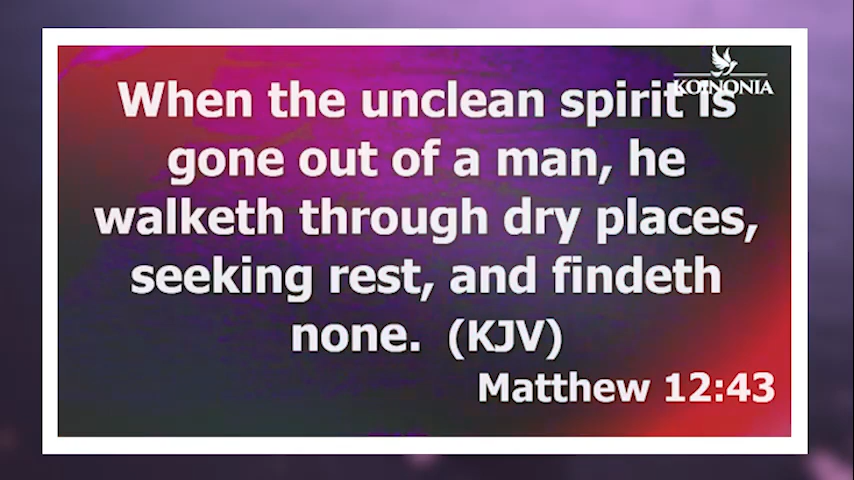 KOINONIA
When the unclean spirit is
gone out of a man, he
walketh through dry places,
seeking rest, and findeth
none. (KJV)
Matthew 12:43